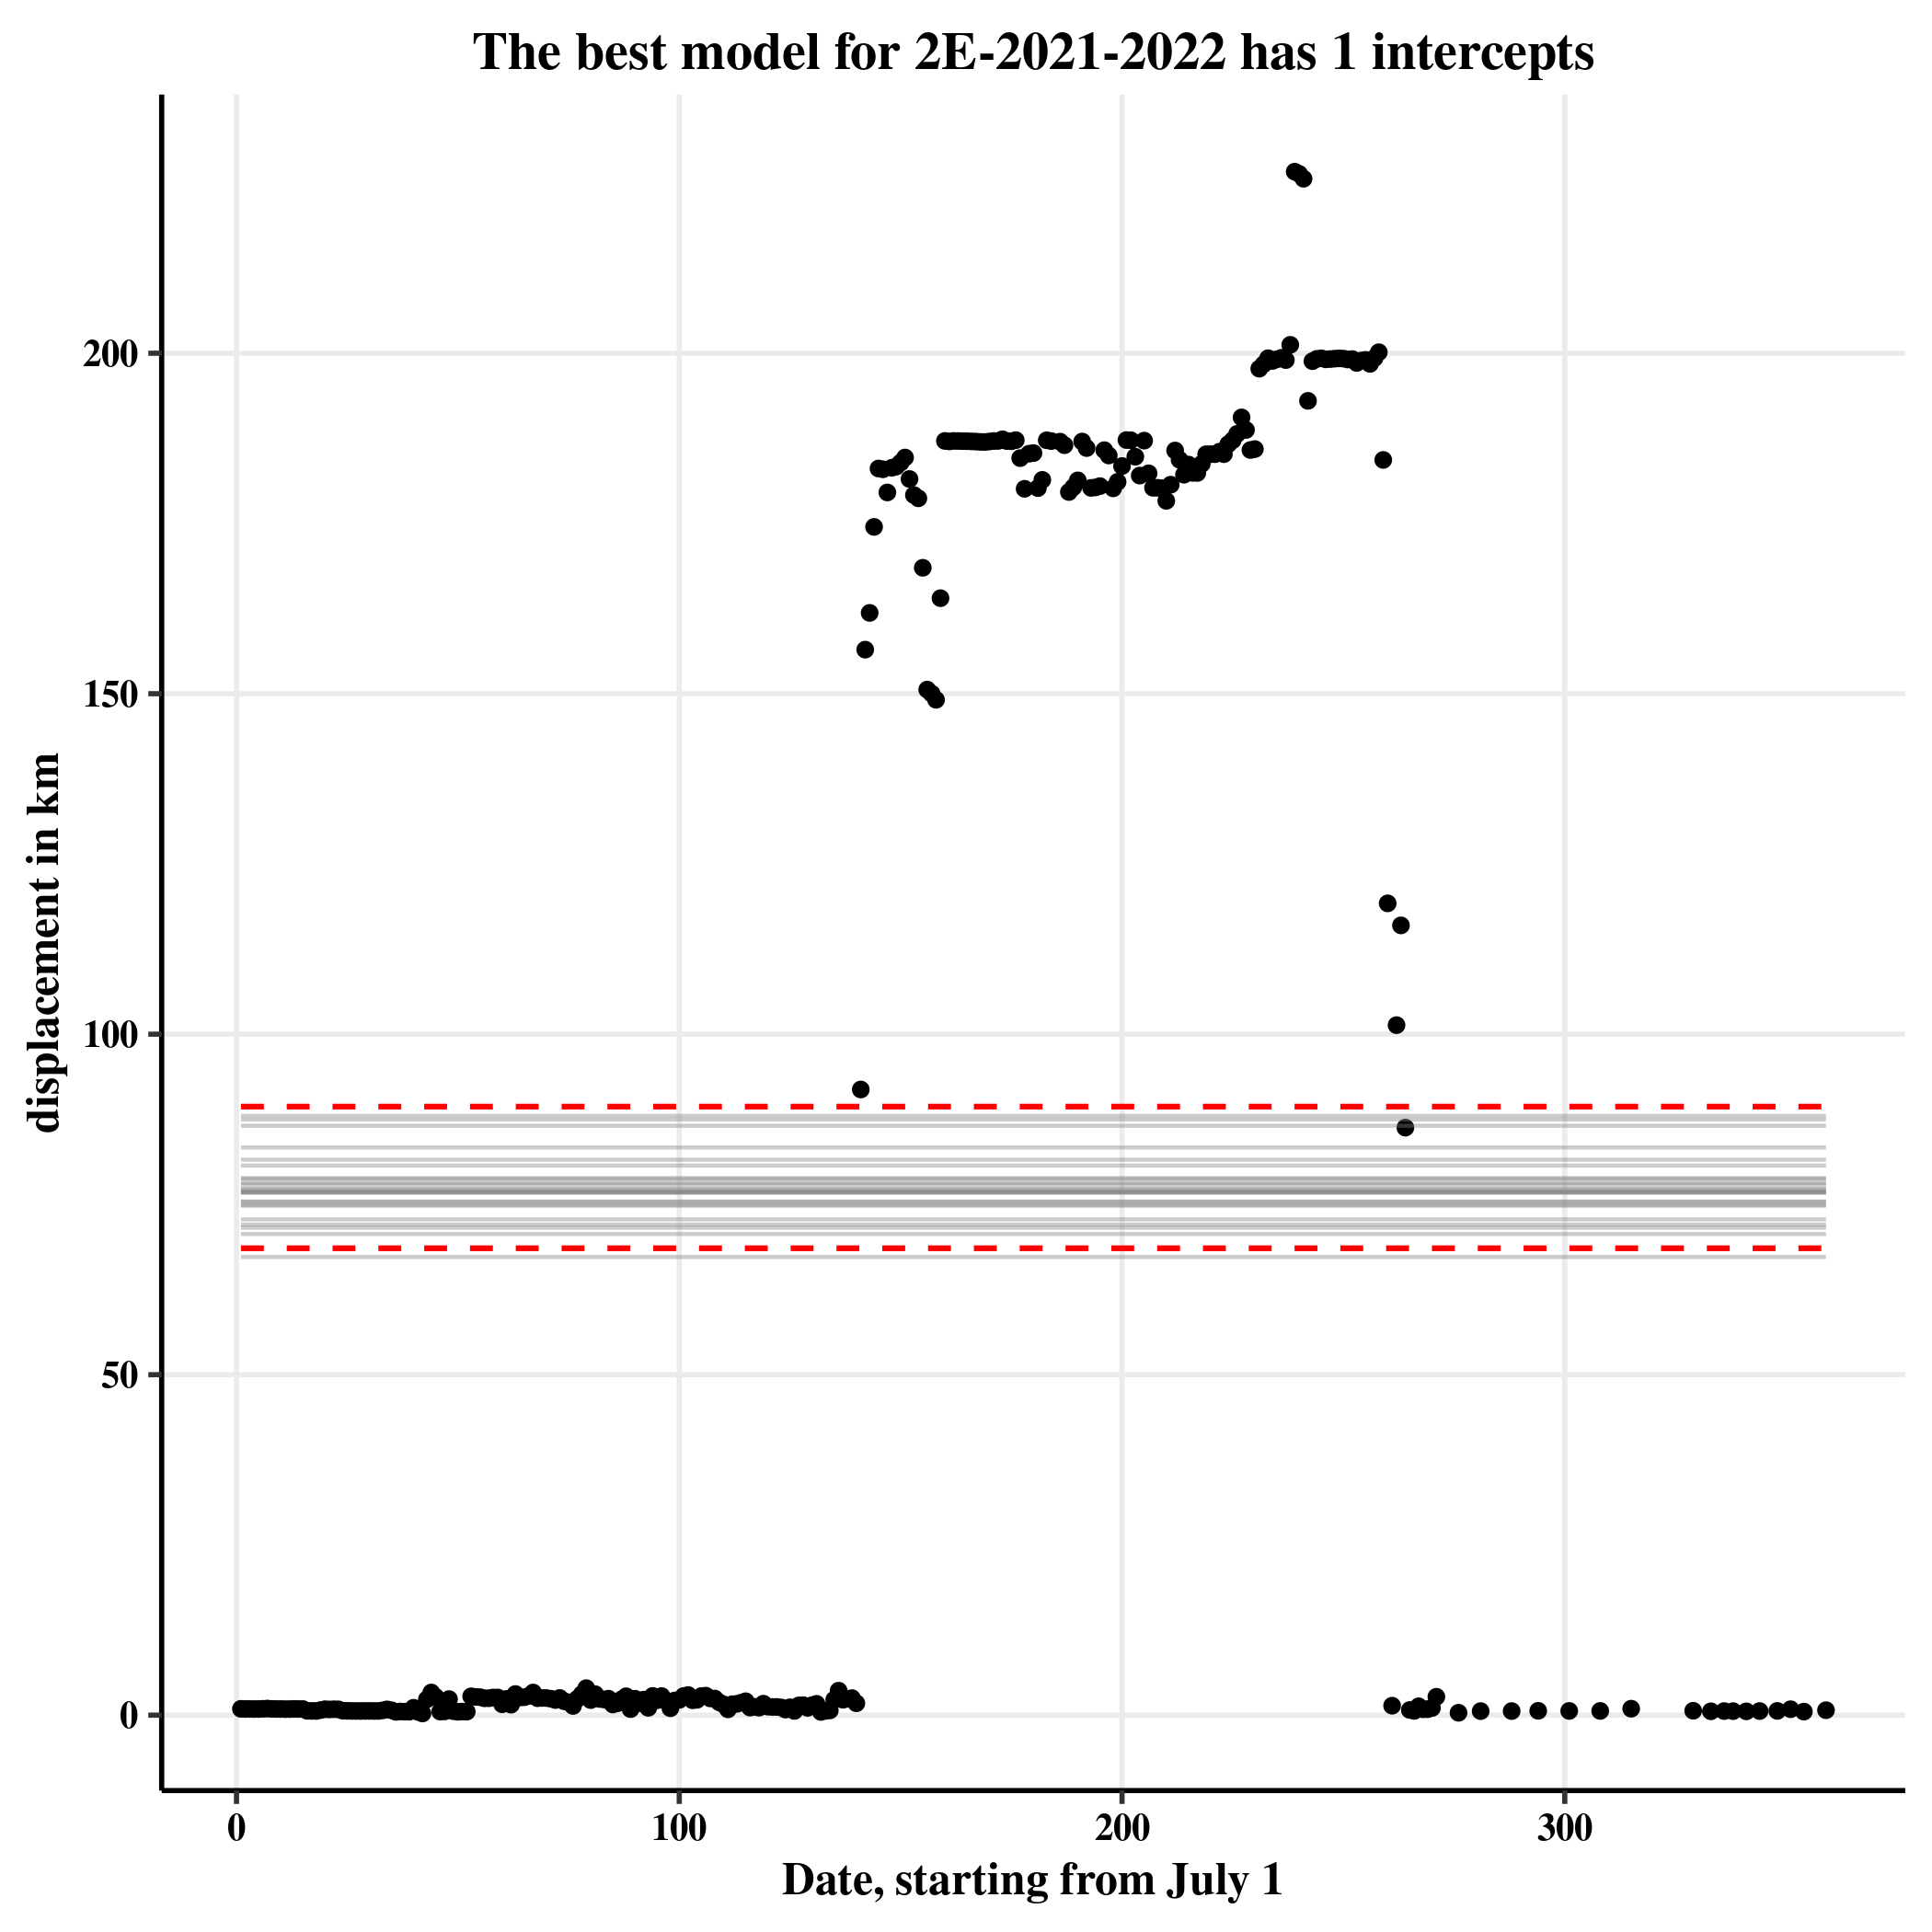 The best model for 2E-2021-2022 has 1 intercepts
displacement in km
200
150
100
50
0
0 100 200 300
Date, starting from July 1